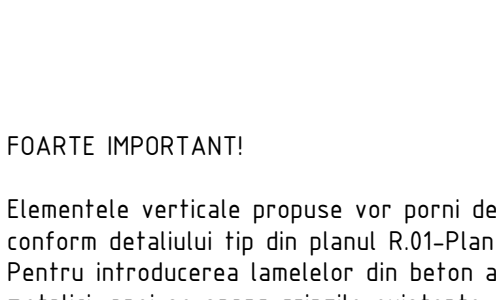 FOARTE IMPORTANT!
Elementele verticale propuse vor porni de
conform detaliului tip din planul R.01-Plan
Pentru introducerea lamelelor din beton a